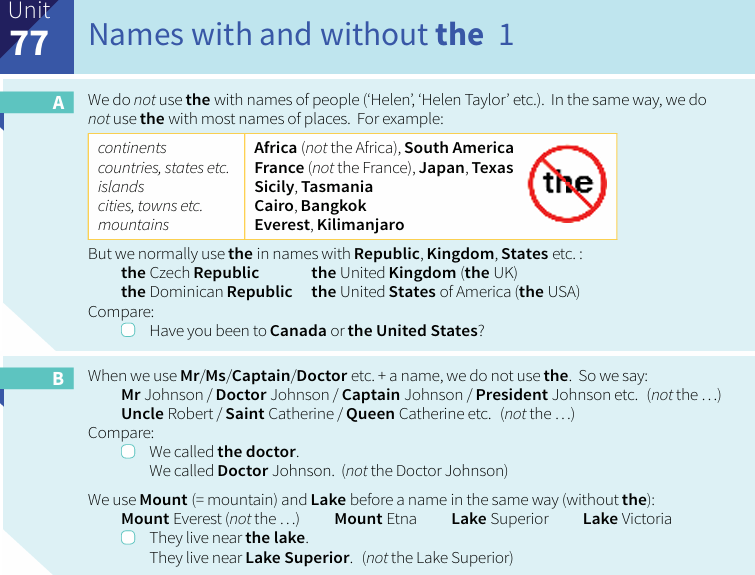 Unit
77
Names with and without the 1
A
We do not use the with names of people (‘Helen’, ‘Helen Taylor’ etc.). In the same way, we do
not use the with most names of places. For example:
continents
Africa (not the Africa), South America
countries, states etc.
France (not the France), Japan, Texas
islands
Sicily, Tasmania
cities, towns etc.
Cairo, Bangkok
mountains
Everest, Kilimanjaro
the
But we normally use the in names with Republic, Kingdom, States etc. :
the Czech Republic the United Kingdom (the UK)
the Dominican Republic the United States of America (the USA)
Compare:
Have you been to Canada or the United States?
B
When we use Mr/Ms/Captain/Doctor etc. + a name, we do not use the. So we say:
Mr Johnson / Doctor Johnson / Captain Johnson / President Johnson etc. (not the …)
Uncle Robert / Saint Catherine / Queen Catherine etc. (not the …)
Compare:
We called the doctor.
We called Doctor Johnson. (not the Doctor Johnson)
We use Mount (= mountain) and Lake before a name in the same way (without the):
Mount Everest (not the …) Mount Etna Lake Superior Lake Victoria
They live near the lake.
They live near Lake Superior. (not the Lake Superior)